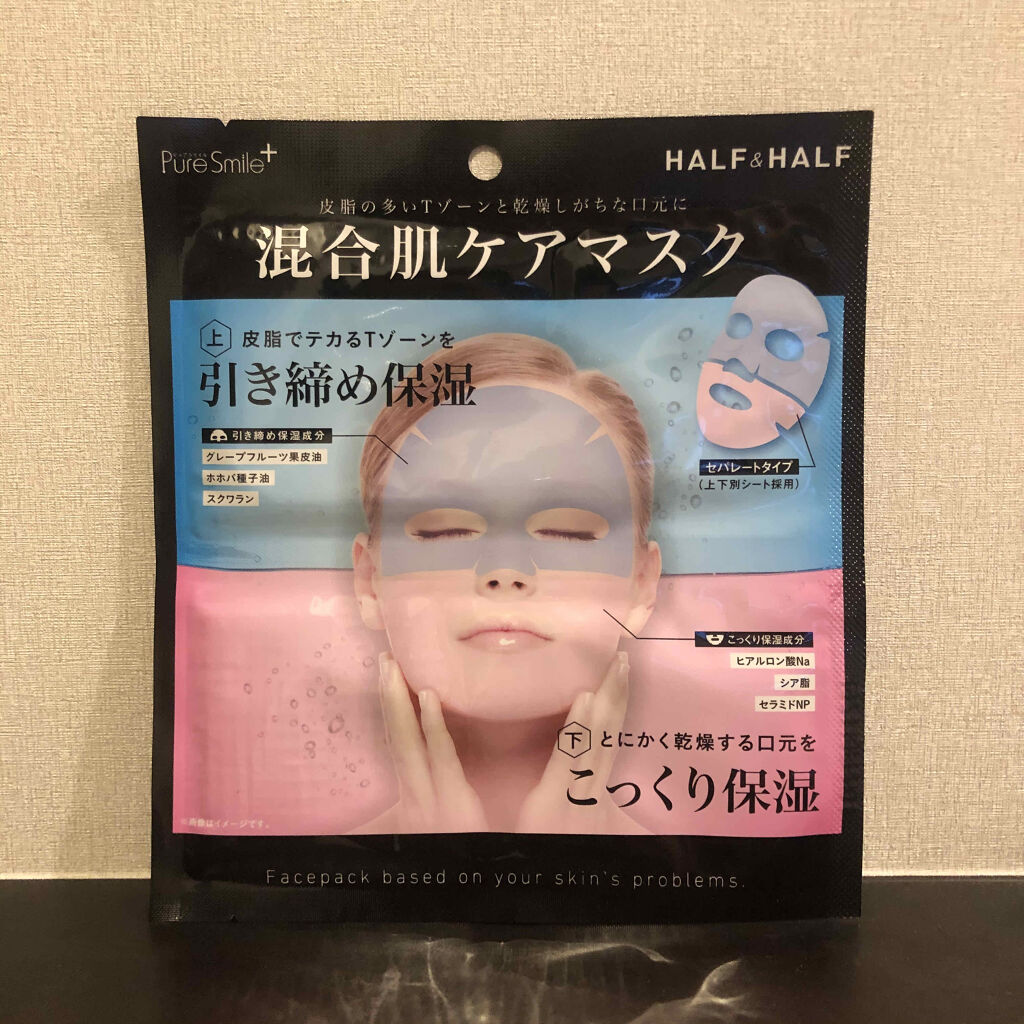 Pure Smile+
HALF&HALF
皮脂の多いTゾーンと乾燥しがちな口元に
混合肌ケアマスク
上 皮脂でテカるTゾーンを
引き締め保湿
引き締め保湿成分
グレープフルーツ果皮油
ホホバ種子油
スクワラン
セパレートタイプ
(上下別シート採用)
こっくり保湿成分
ヒアルロン酸Na
シア脂
セラミドNP
下 とにかく乾燥する口元を
こっくり保湿
※画像はイメージです。
Facepack based on your skin's problems.